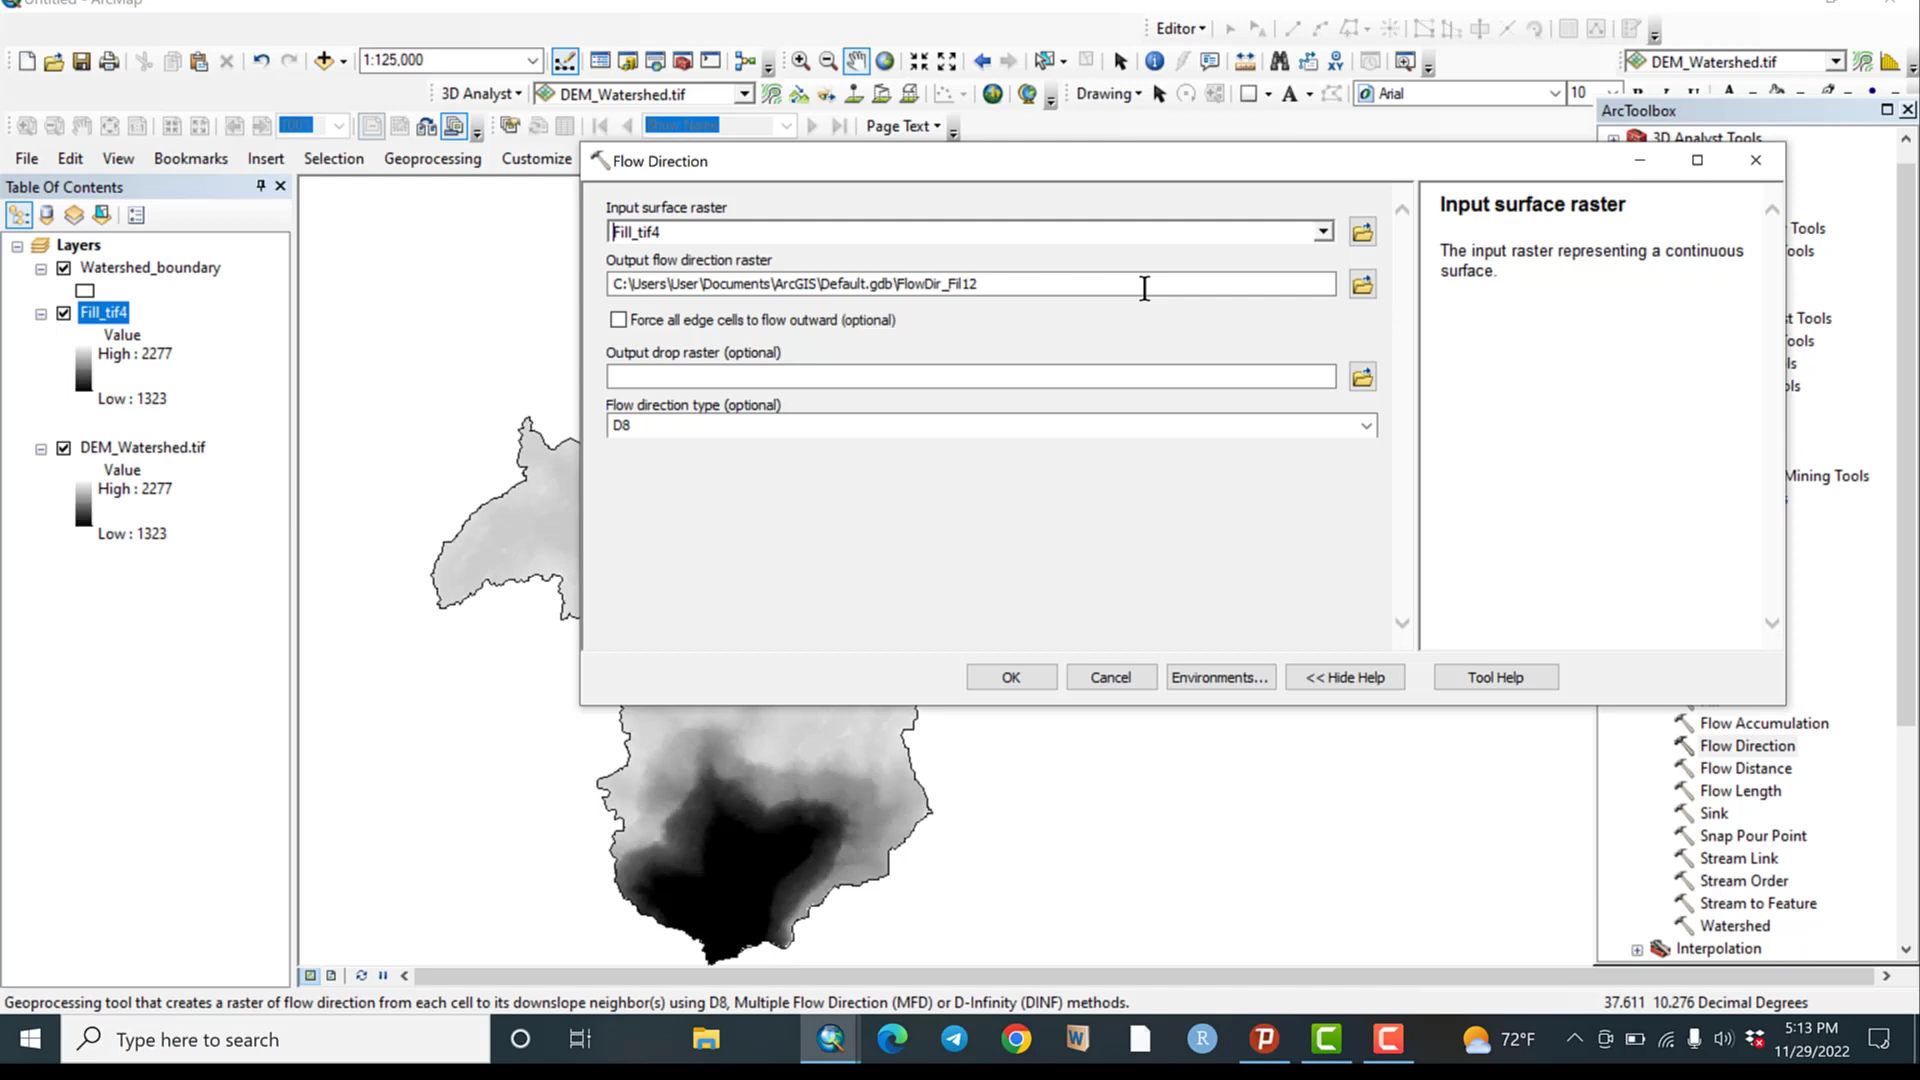 Untitled - ArcMap
Editor
1:125,000
DEM_Watershed.tif
3D Analyst
DEM_Watershed.tif
Drawing
A
Arial
10
ArcToolbox
100%
Page Text
3D Analyst Tools
File Edit View Bookmarks Insert Selection Geoprocessing Customize
Flow Direction
Table Of Contents
Layers
Watershed_boundary
Fill_tif4
Value
High : 2277
Low : 1323
DEM_Watershed.tif
Value
High : 2277
Low : 1323
Input surface raster
Fill_tif4
Output flow direction raster
C:\Users\User\Documents\ArcGIS\Default.gdb\FlowDir_Fil12
Force all edge cells to flow outward (optional)
Output drop raster (optional)
Flow direction type (optional)
D8
OK Cancel Environments... << Hide Help Tool Help
Input surface raster
The input raster representing a continuous
surface.
Tools
Mining Tools
Flow Accumulation
Flow Direction
Flow Distance
Flow Length
Sink
Snap Pour Point
Stream Link
Stream Order
Stream to Feature
Watershed
Interpolation
Geoprocessing tool that creates a raster of flow direction from each cell to its downslope neighbor(s) using D8, Multiple Flow Direction (MFD) or D-Infinity (DINF) methods.
37.611 10.276 Decimal Degrees
Type here to search
72°F
5:13 PM
11/29/2022